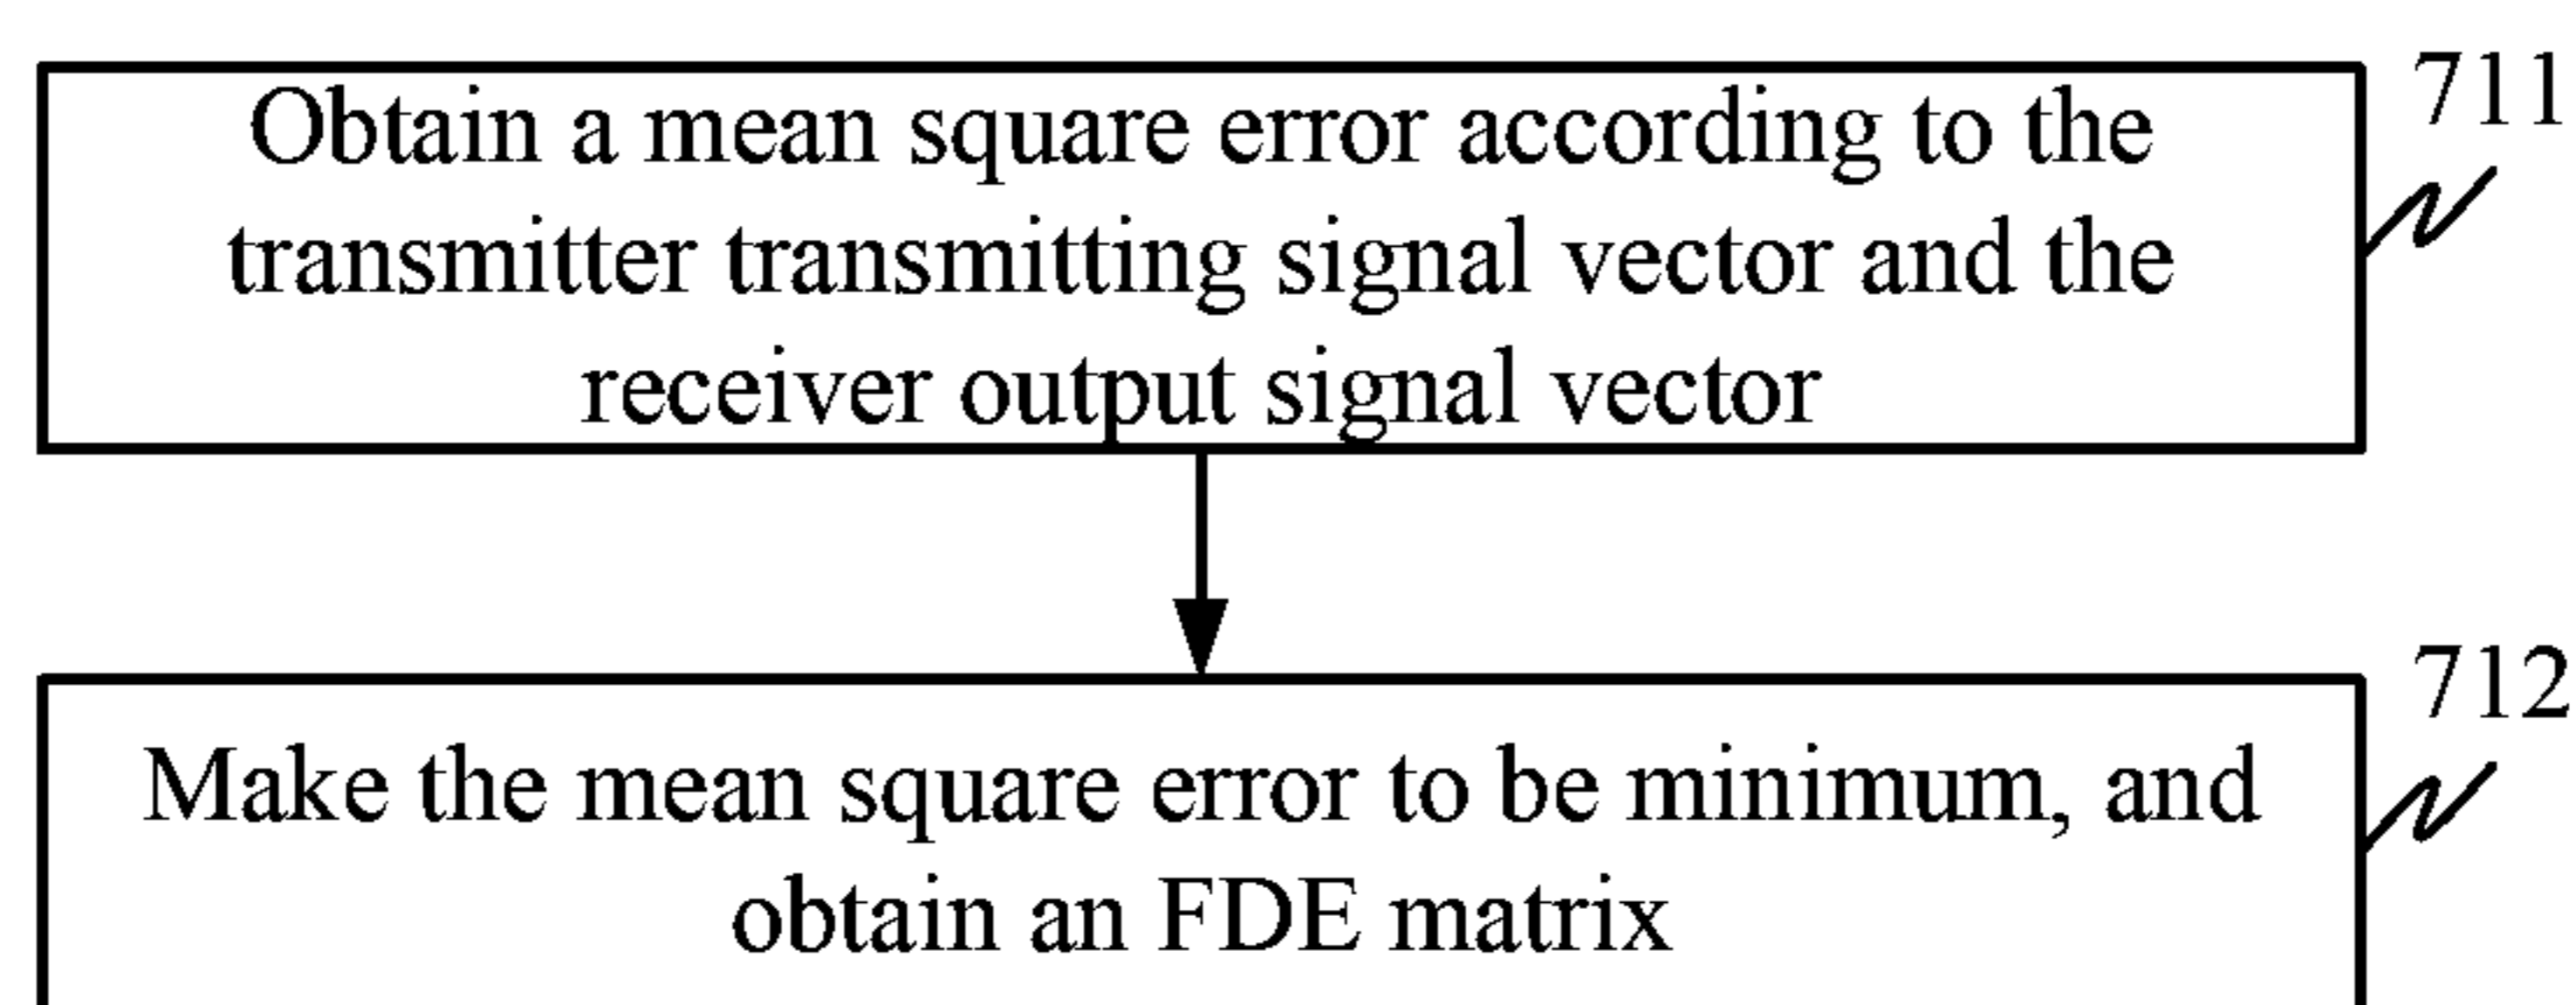 711
Obtain a mean square error according to the
transmitter transmitting signal vector and the
receiver output signal vector
712
Make the mean square error to be minimum, and
obtain an FDE matrix